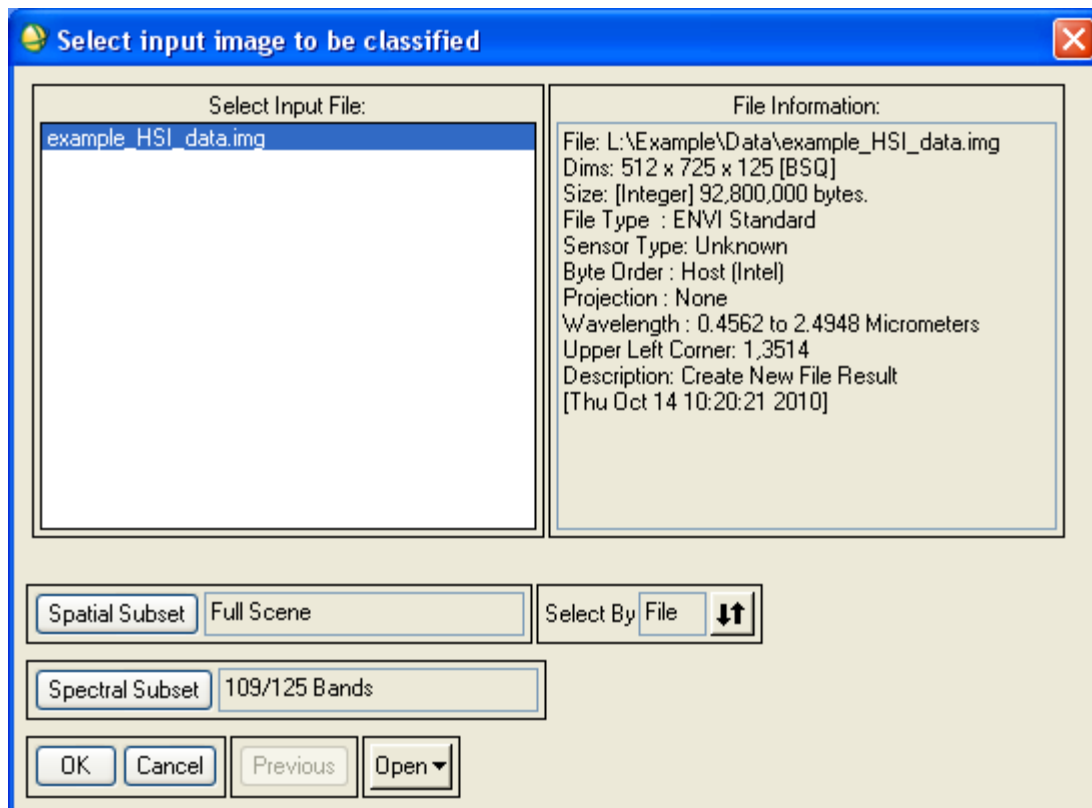 Select input image to be classified
Select Input File:
example_HSI_data.img
File Information:
File: L:\Example\Data\example_HSI_data.img
Dims: 512 x 725 x 125 [BSQ]
Size: [Integer] 92,800,000 bytes.
File Type : ENVI Standard
Sensor Type: Unknown
Byte Order : Host (Intel)
Projection : None
Wavelength : 0.4562 to 2.4948 Micrometers
Upper Left Corner: 1,3514
Description: Create New File Result
[Thu Oct 14 10:20:21 2010]
Spatial Subset Full Scene Select By File
Spectral Subset 109/125 Bands
OK Cancel Previous Open